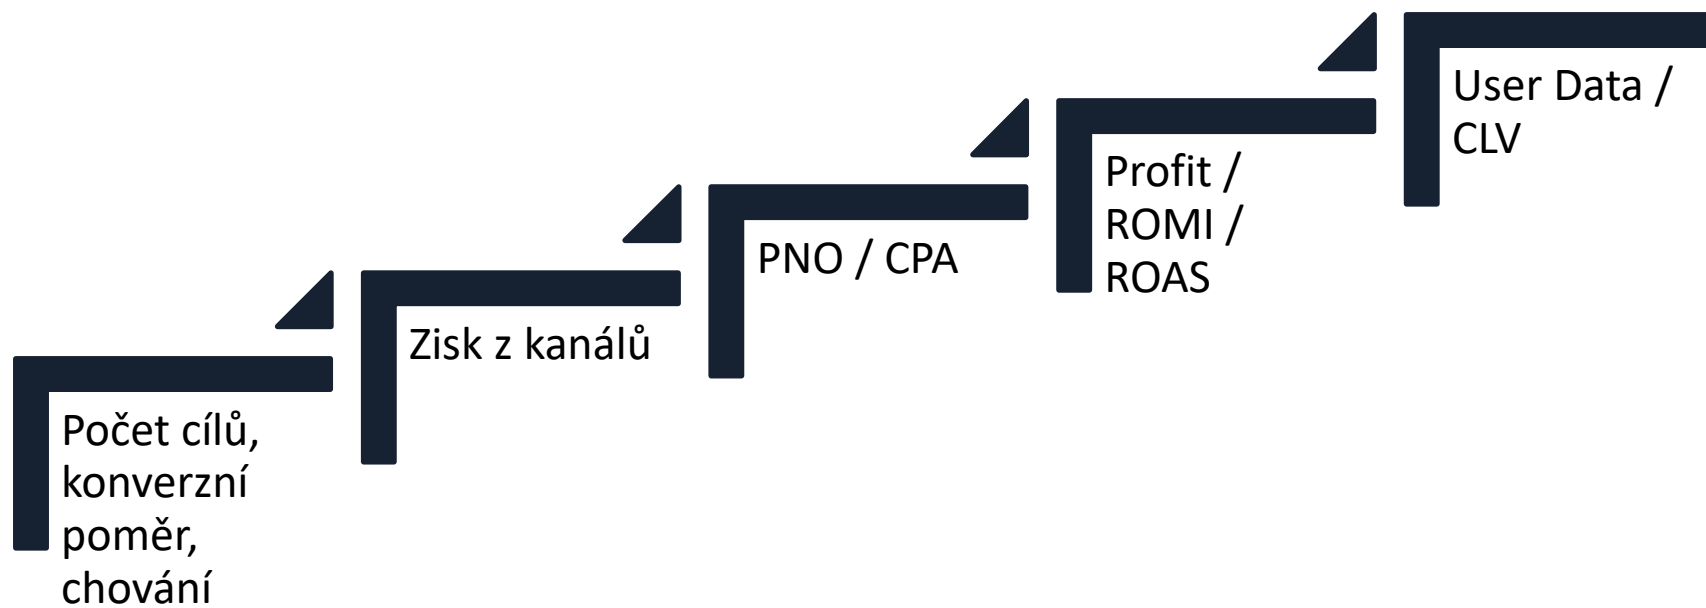 Počet cílů,
konverzní
poměr,
chování
Zisk z kanálů
PNO / CPA
Profit /
ROMI /
ROAS
User Data /
CLV